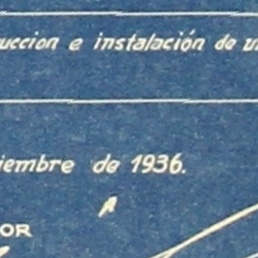 uccion e instalación de u
iembre de 1936.
OR